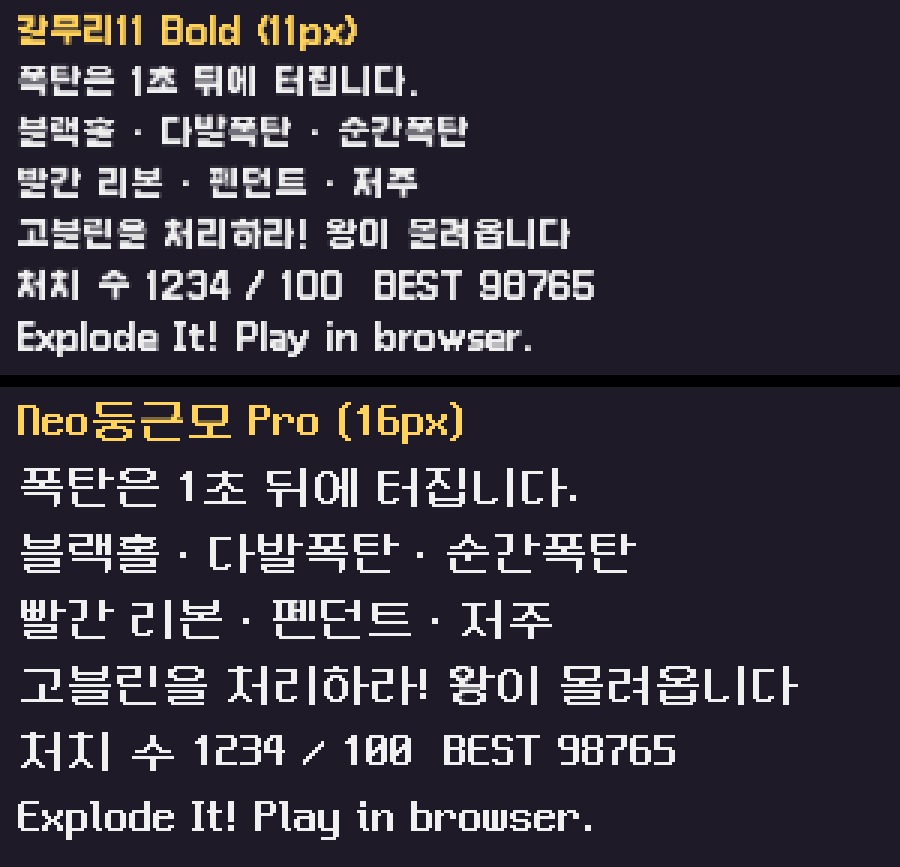 갈무리11 Bold (11px)
폭탄은 1초 뒤에 터집니다.
블랙홀 · 다발폭탄 · 순간폭탄
빨간 리본 · 펜던트 · 저주
고블린을 처리하라! 왕이 몰려옵니다
처치 수 1234 / 100 BEST 98765
Explode It! Play in browser.
Neo둥근모 Pro (16px)
폭탄은 1초 뒤에 터집니다.
블랙홀 · 다발폭탄 · 순간폭탄
빨간 리본 · 펜던트 · 저주
고블린을 처리하라! 왕이 몰려옵니다
처치 수 1234 / 100 BEST 98765
Explode It! Play in browser.